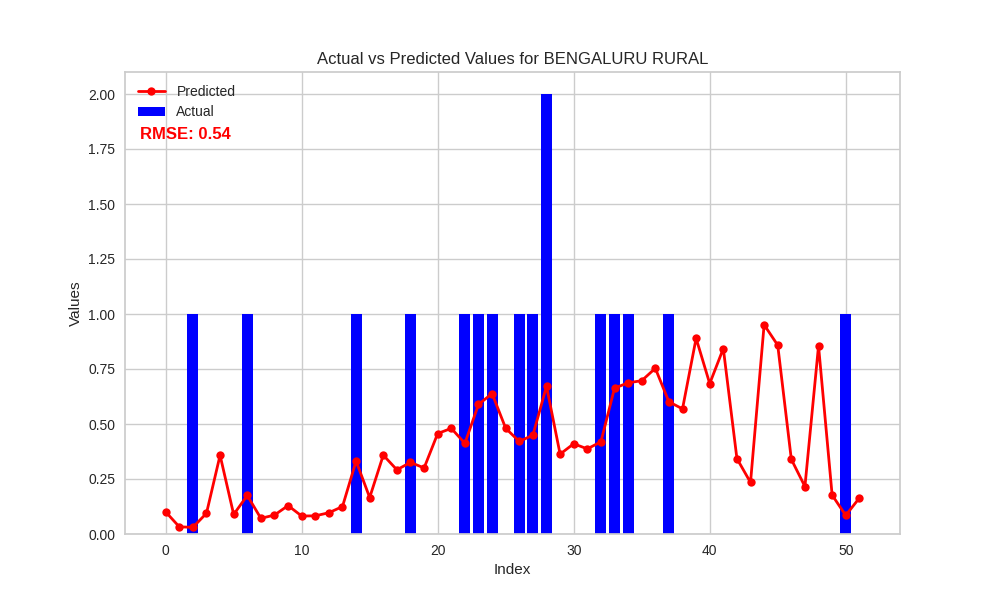 Actual vs Predicted Values for BENGALURU RURAL
Predicted
Actual
RMSE: 0.54
2.00
1.75
1.50
1.25
1.00
0.75
0.50
0.25
0.00
Values
0 10 20 30 40 50
Index